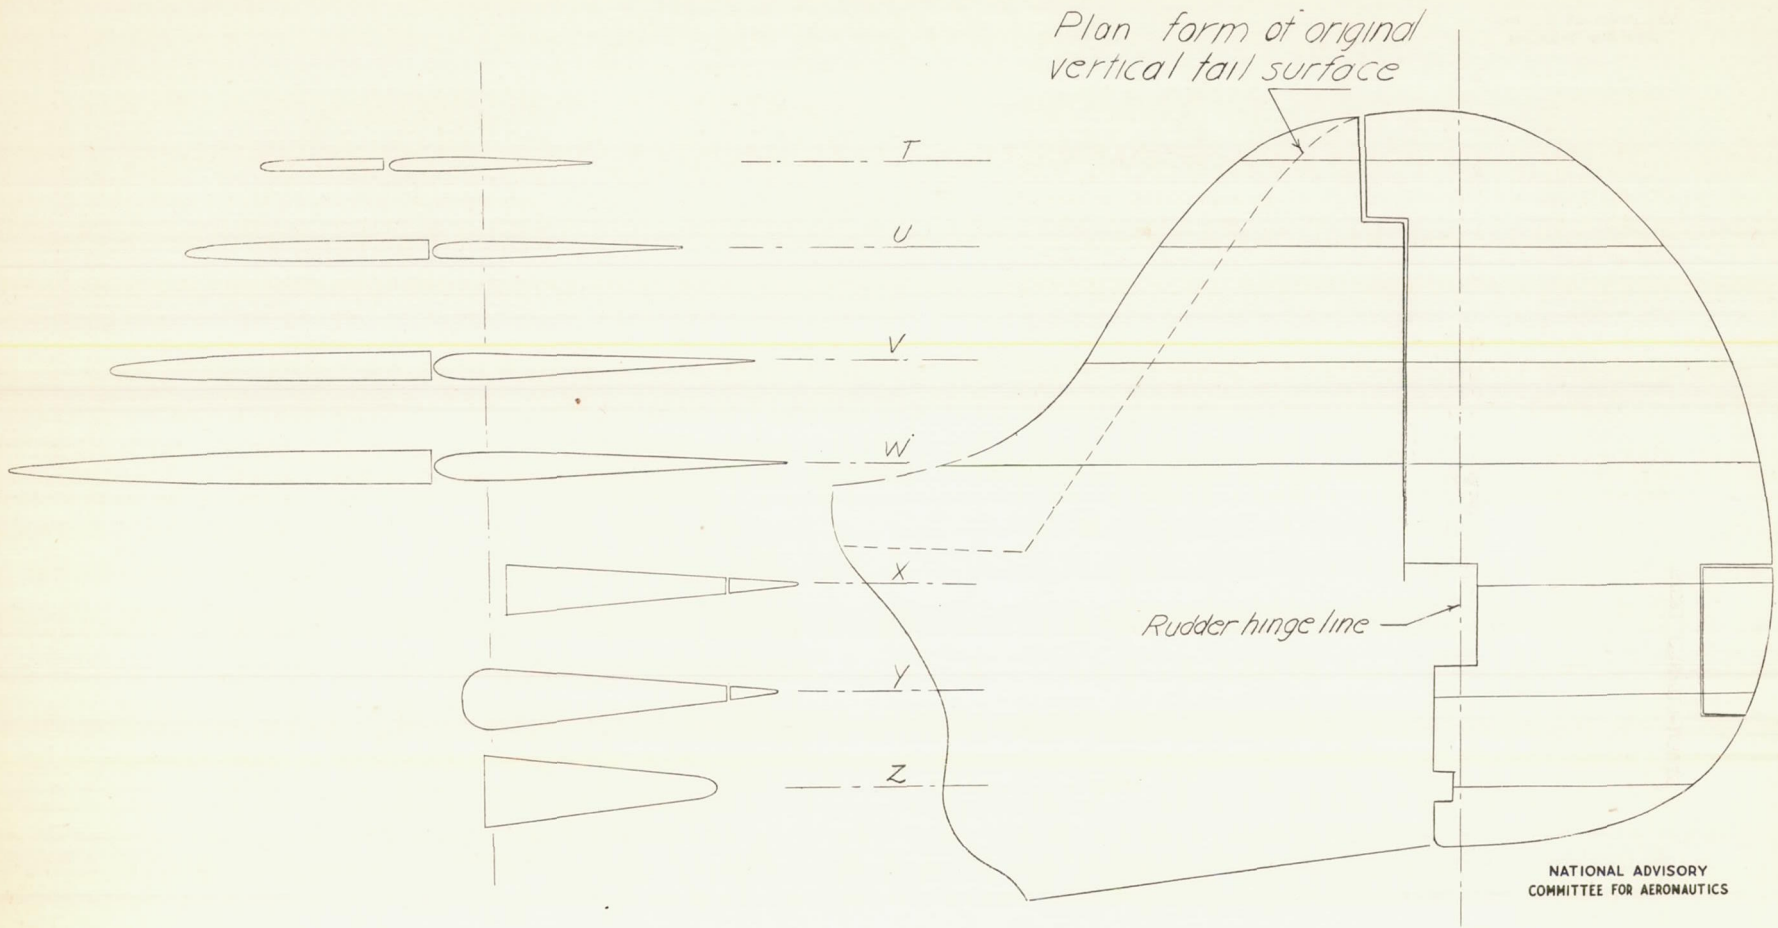 Plan form of original
vertical tail surface
T
U
V
W
X
Rudder hinge line
Y
Z
NATIONAL ADVISORY
COMMITTEE FOR AERONAUTICS